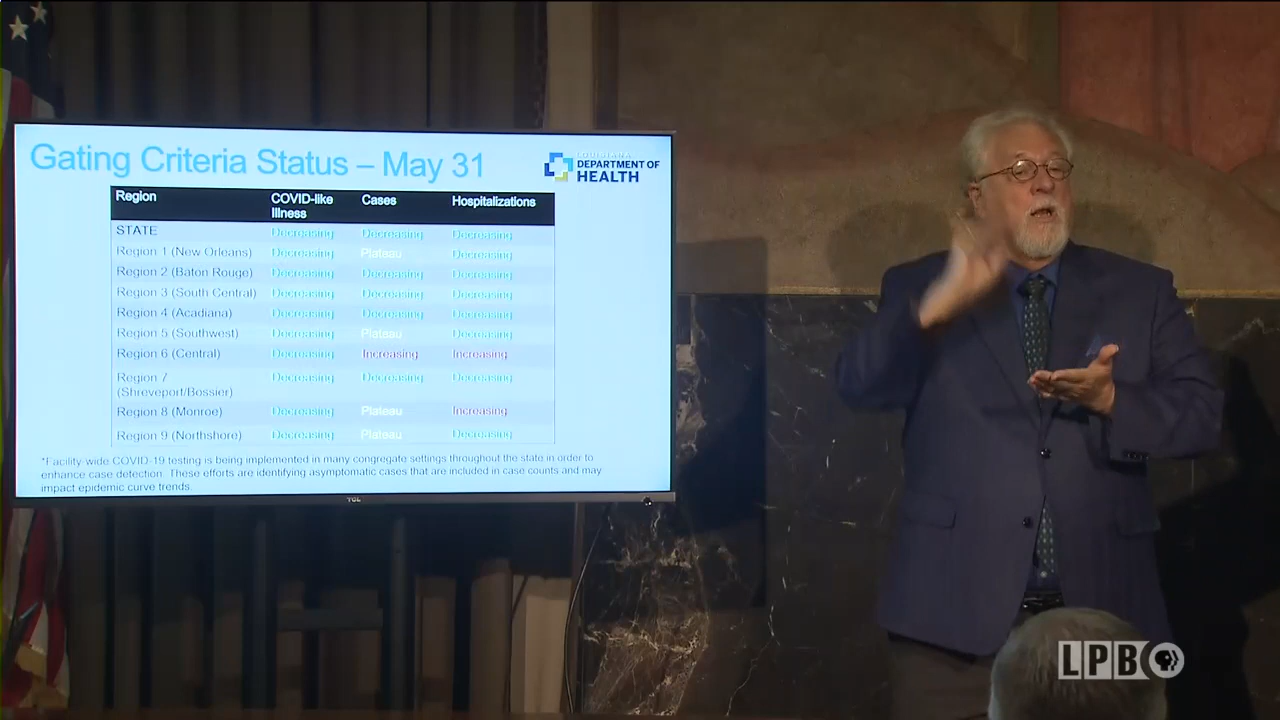 Gating Criteria Status – May 31
LOUISIANA
DEPARTMENT OF
HEALTH
Region COVID-like Illness Cases Hospitalizations
STATE Decreasing Decreasing Decreasing
Region 1 (New Orleans) Decreasing Plateau Decreasing
Region 2 (Baton Rouge) Decreasing Decreasing Decreasing
Region 3 (South Central) Decreasing Decreasing Decreasing
Region 4 (Acadiana) Decreasing Decreasing Decreasing
Region 5 (Southwest) Decreasing Plateau Decreasing
Region 6 (Central) Decreasing Increasing Increasing
Region 7 (Shreveport/Bossier) Decreasing Decreasing Decreasing
Region 8 (Monroe) Decreasing Plateau Increasing
Region 9 (Northshore) Decreasing Plateau Decreasing
*Facility-wide COVID-19 testing is being implemented in many congregate settings throughout the state in order to
enhance case detection. These efforts are identifying asymptomatic cases that are included in case counts and may
impact epidemic curve trends.
TCL
LPB